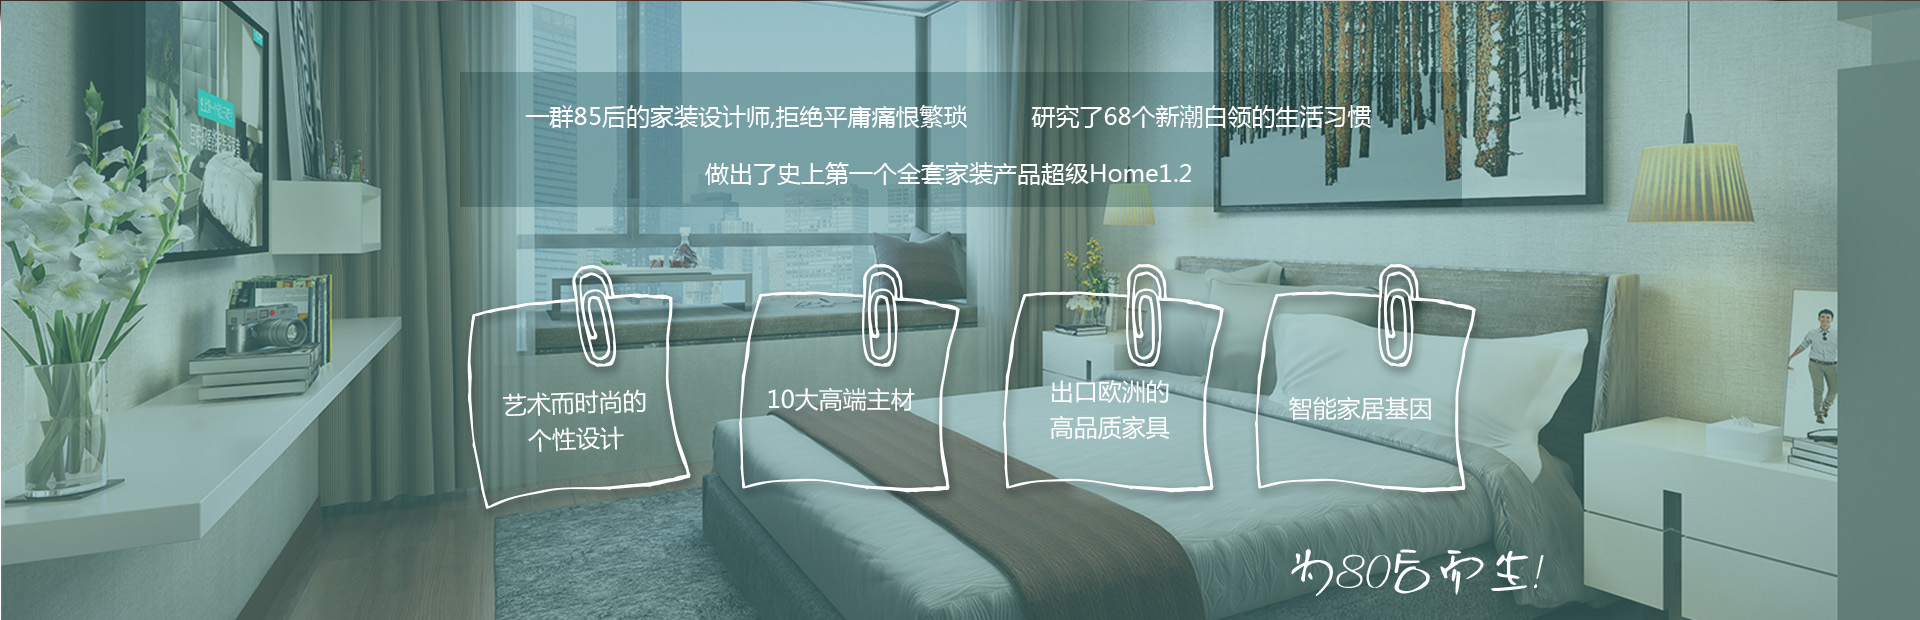 一群85后的家装设计师,拒绝平庸痛恨繁琐 研究了68个新潮白领的生活习惯
做出了史上第一个全套家装产品超级Home1.2
艺术而时尚的
个性设计
10大高端主材
出口欧洲的
高品质家具
智能家居基因
为80后而生!